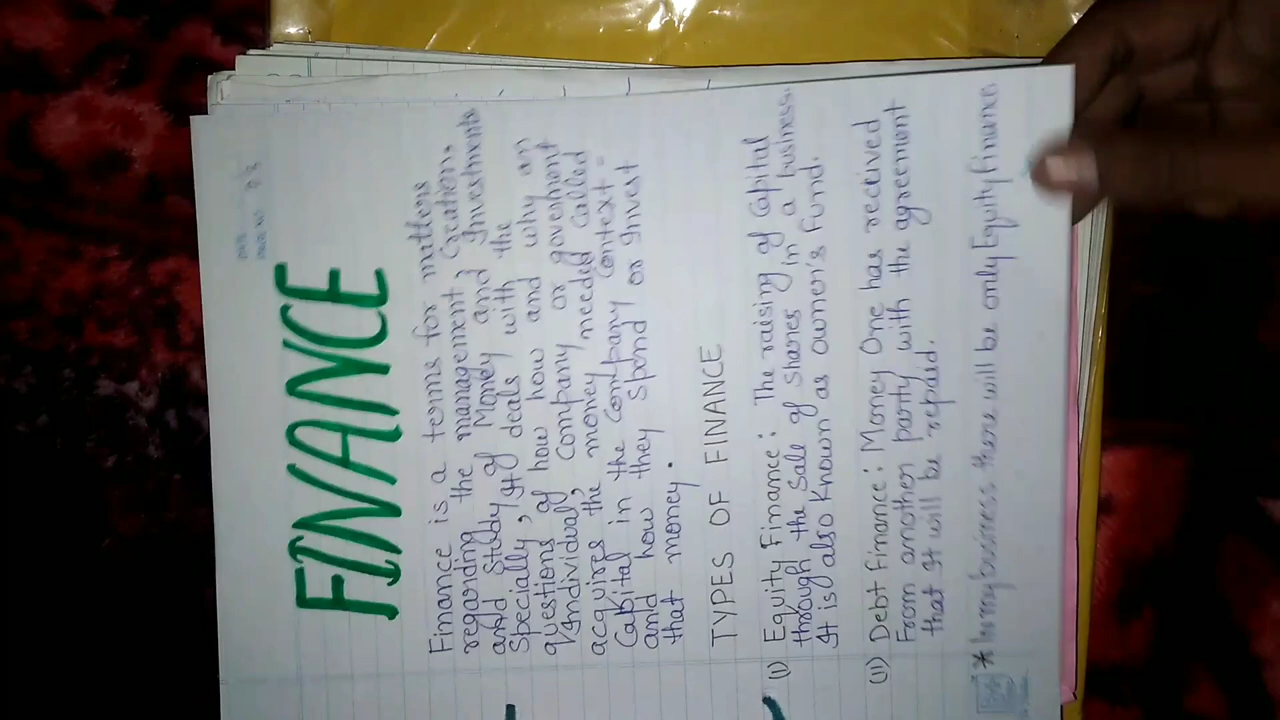 DATE
PAGE NO. 03
FINANCE
Finance is a terms for matters
regarding the management, Creation,
and Study of Money and Investments
Specially, It deals with the
questions of how how and why an
Individual, Company or government
acquires the money needed called
Capital in the Company context-
and how they spend or Invest
that money.
TYPES OF FINANCE
(I) Equity Finance: The raising of Capital
through the Sale of Shares in a business.
It is also known as owner's Fund.
(II) Debt Finance: Money One has received
From another party with the agreement
that It will be repaid.
* In my business there will be only Equity Finance